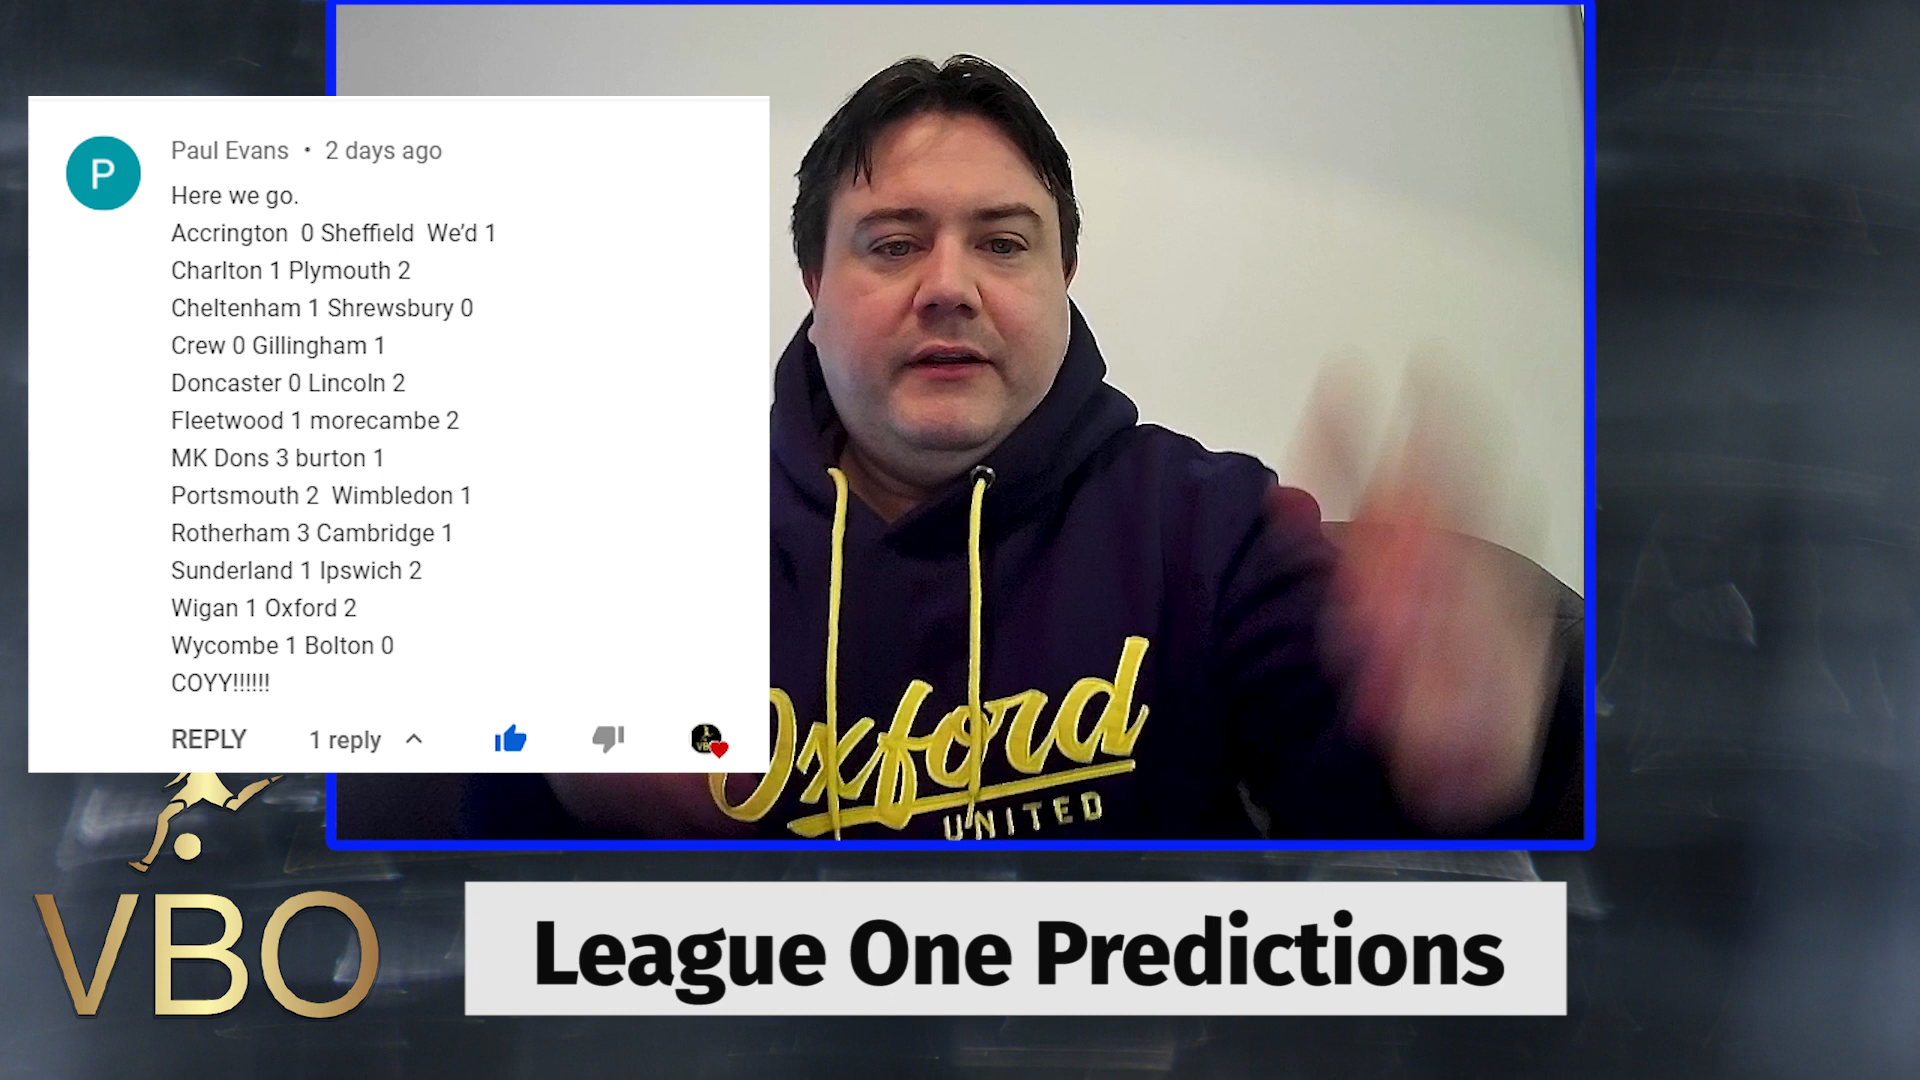 Paul Evans • 2 days ago
Here we go.
Accrington 0 Sheffield We'd 1
Charlton 1 Plymouth 2
Cheltenham 1 Shrewsbury 0
Crew 0 Gillingham 1
Doncaster 0 Lincoln 2
Fleetwood 1 morecambe 2
MK Dons 3 burton 1
Portsmouth 2 Wimbledon 1
Rotherham 3 Cambridge 1
Sunderland 1 Ipswich 2
Wigan 1 Oxford 2
Wycombe 1 Bolton 0
COYY!!!!!!
REPLY 1 reply
P
VBO
Oxford
UNITED
VBO
League One Predictions